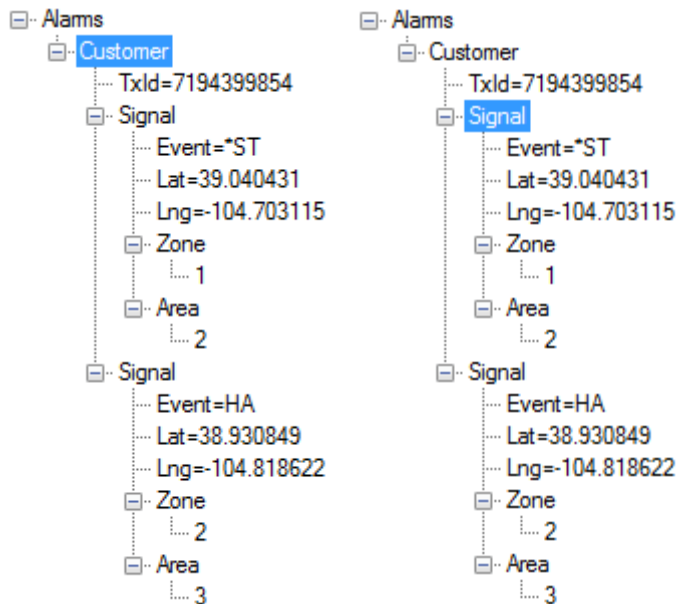 Alarms
Customer
TxId=7194399854
Signal
Event=*ST
Lat=39.040431
Lng=-104.703115
Zone
1
Area
2
Signal
Event=HA
Lat=38.930849
Lng=-104.818622
Zone
2
Area
3
Alarms
Customer
TxId=7194399854
Signal
Event=*ST
Lat=39.040431
Lng=-104.703115
Zone
1
Area
2
Signal
Event=HA
Lat=38.930849
Lng=-104.818622
Zone
2
Area
3